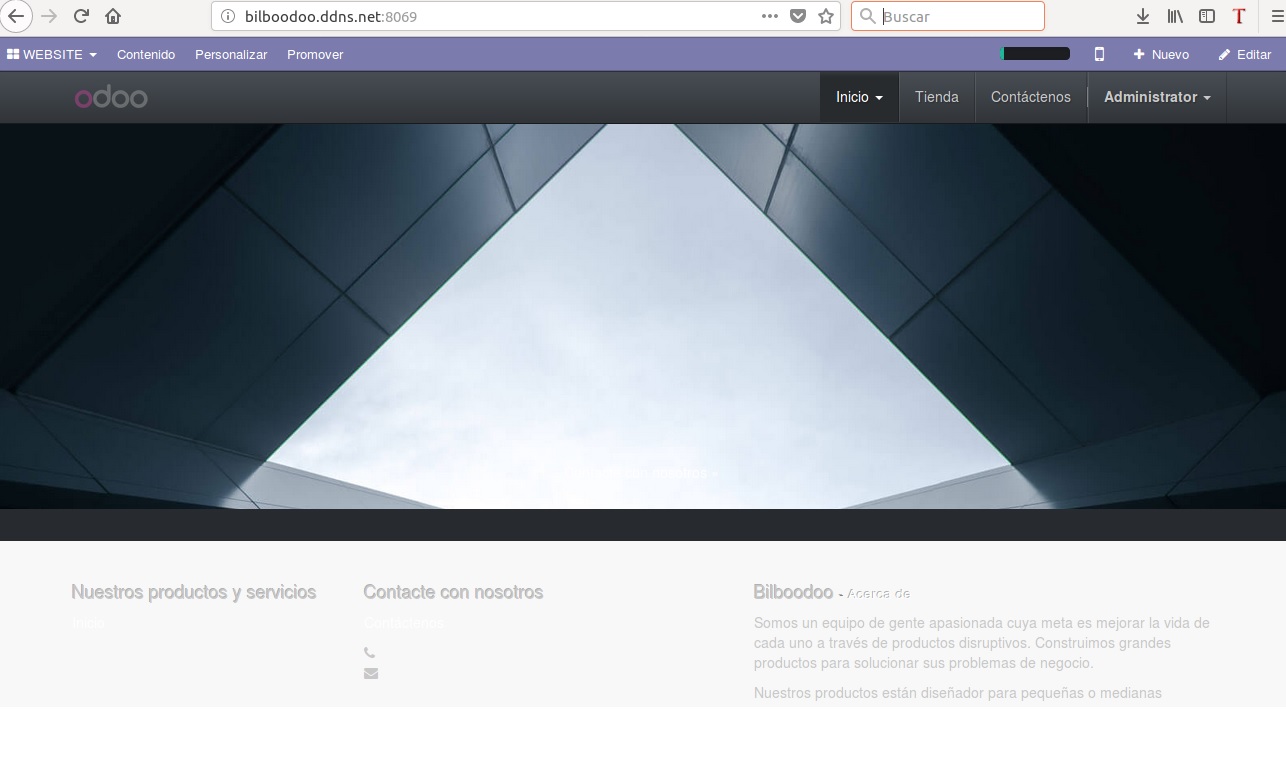 bilboodoo.ddns.net:8069
Buscar
WEBSITE Contenido Personalizar Promover Nuevo Editar
odoo Inicio Tienda Contáctenos Administrator
Nuestros productos y servicios
Inicio
Contacte con nosotros
Contáctenos
Bilboodoo - Acerca de
Somos un equipo de gente apasionada cuya meta es mejorar la vida de
cada uno a través de productos disruptivos. Construimos grandes
productos para solucionar sus problemas de negocio.
Nuestros productos están diseñador para pequeñas o medianas